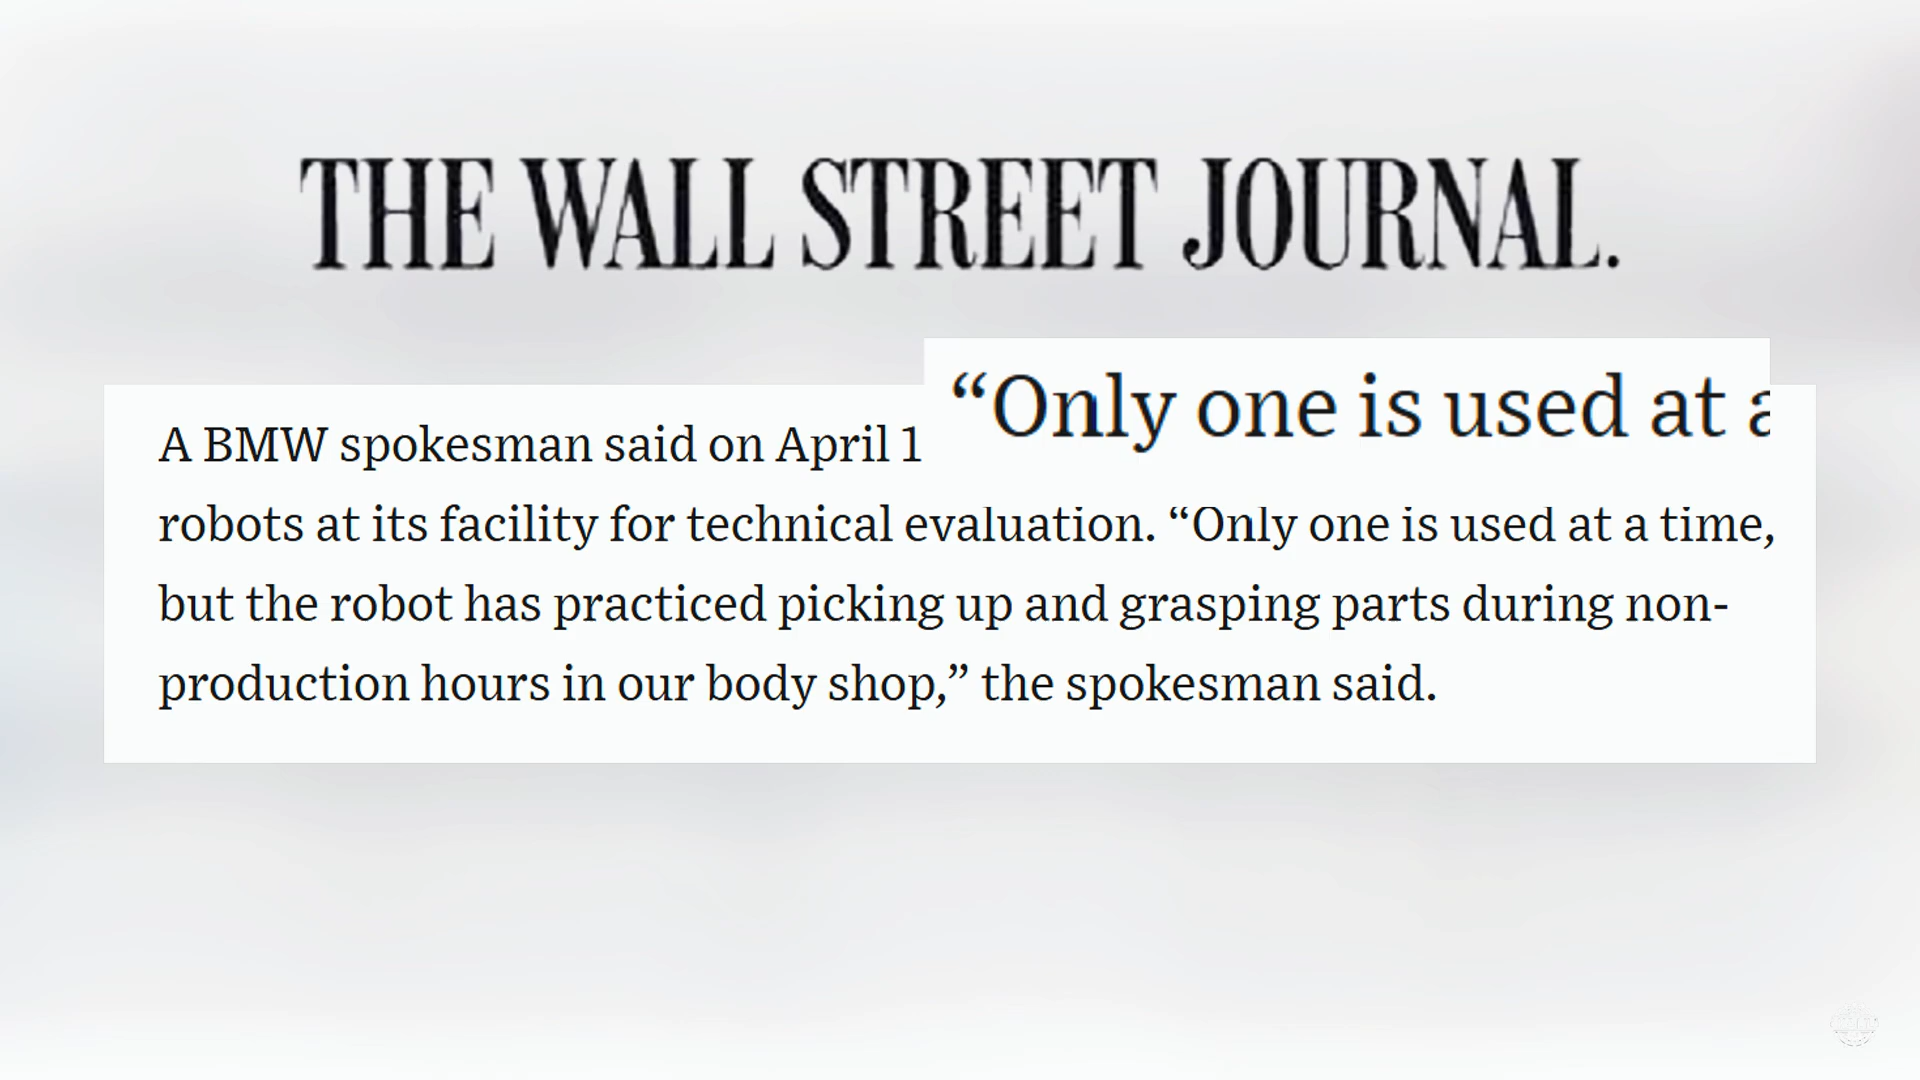 THE WALL STREET JOURNAL.
“Only one is used at a
A BMW spokesman said on April 1
robots at its facility for technical evaluation. “Only one is used at a time,
but the robot has practiced picking up and grasping parts during non-
production hours in our body shop,” the spokesman said.